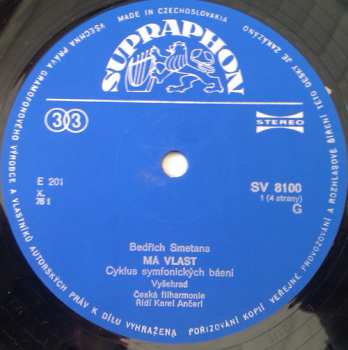 MADE IN CZECHOSLOVAKIA
SUPRAPHON
33
STEREO
E 201
X.
SV 8100
1 (4 strany)
G
Bedřich Smetana
MÁ VLAST
Cyklus symfonických básní
Vyšehrad
Česká filharmonie
Řídí Karel Ančerl
VŠECHNA PRÁVA GRAMOFONOVÉHO VÝROBCE A VLASTNÍKŮ AUTORSKÝCH PRÁV K DÍLU VYHRAŽENA POŘIZOVÁNÍ KOPIÍ VEŘEJNÉ PROVOZOVÁNÍ A ROZHLASOVÉ ŠÍŘENÍ TÉTO DESKY JE ZAKÁZÁNO